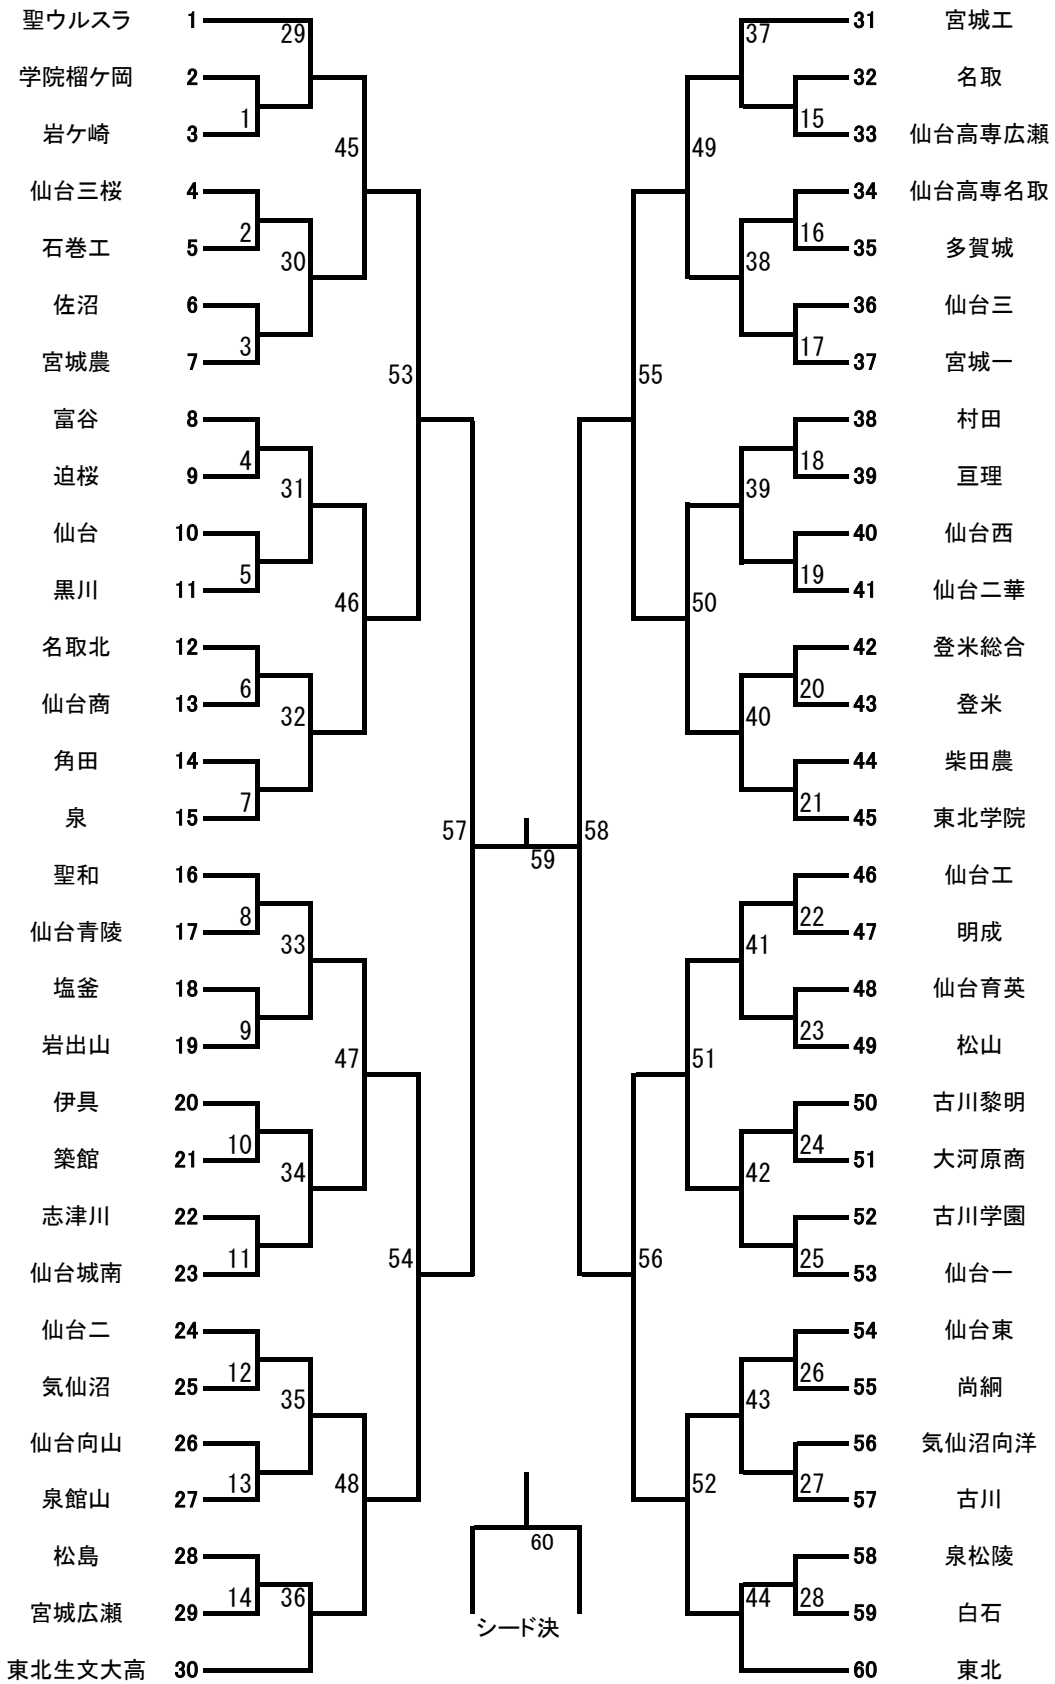 聖ウルスラ 1 29 37 31 宮城工
学院榴ケ岡 2 32 名取
岩ケ崎 3 1 45 49 15 33 仙台高専広瀬
仙台三桜 4 34 仙台高専名取
石巻工 5 2 30 38 16 35 多賀城
佐沼 6 36 仙台三
宮城農 7 3 53 55 17 37 宮城一
富谷 8 38 村田
迫桜 9 4 31 39 18 39 亘理
仙台 10 40 仙台西
黒川 11 5 46 50 19 41 仙台二華
名取北 12 42 登米総合
仙台商 13 6 32 40 20 43 登米
角田 14 44 柴田農
泉 15 7 57 59 58 21 45 東北学院
聖和 16 46 仙台工
仙台青陵 17 8 33 41 22 47 明成
塩釜 18 48 仙台育英
岩出山 19 9 47 51 23 49 松山
伊具 20 50 古川黎明
築館 21 10 34 42 24 51 大河原商
志津川 22 52 古川学園
仙台城南 23 11 54 56 25 53 仙台一
仙台二 24 54 仙台東
気仙沼 25 12 35 43 26 55 尚絅
仙台向山 26 56 気仙沼向洋
泉館山 27 13 48 52 27 57 古川
松島 28 60 58 泉松陵
宮城広瀬 29 14 36 シード決 44 28 59 白石
東北生文大高 30 60 東北